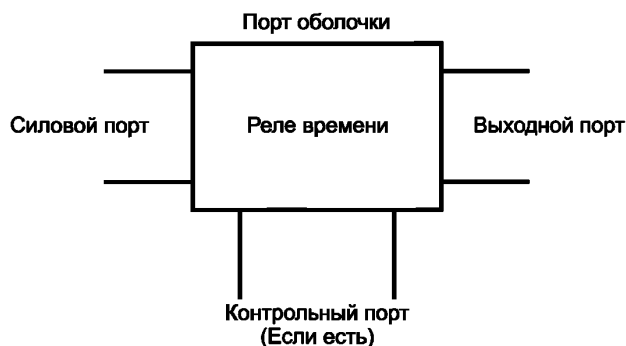 Порт оболочки
Силовой порт
Реле времени
Выходной порт
Контрольный порт
(Если есть)